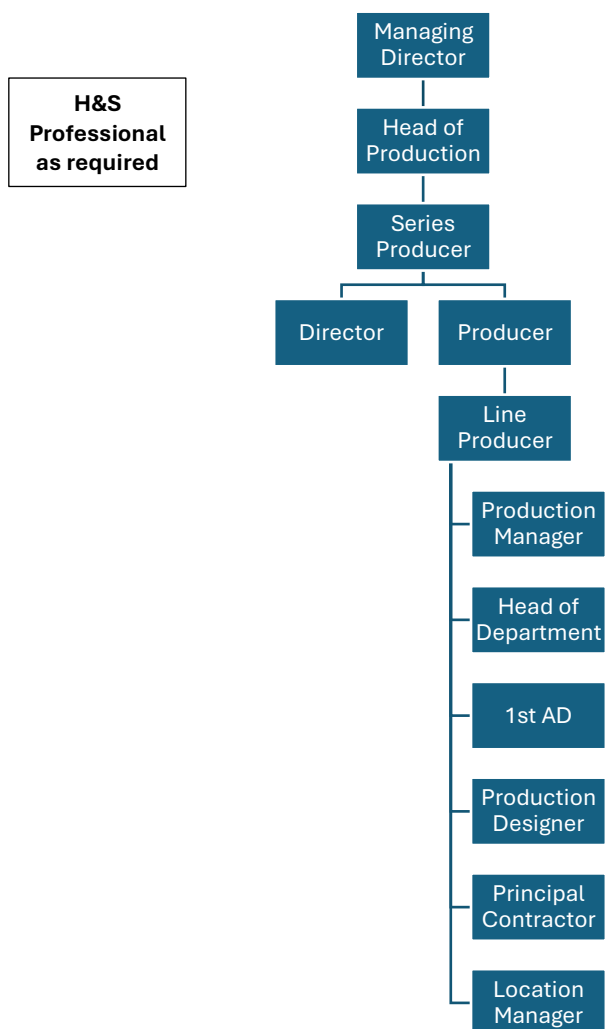 Managing
Director
H&S
Professional
as required
Head of
Production
Series
Producer
Director
Producer
Line
Producer
Production
Manager
Head of
Department
1st AD
Production
Designer
Principal
Contractor
Location
Manager